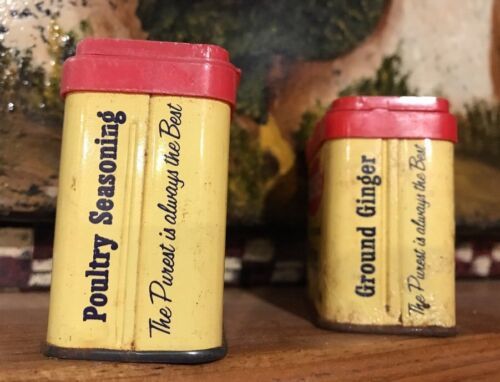 Poultry Seasoning
The Purest is always the Best
Ground Ginger
The Purest is always the Best